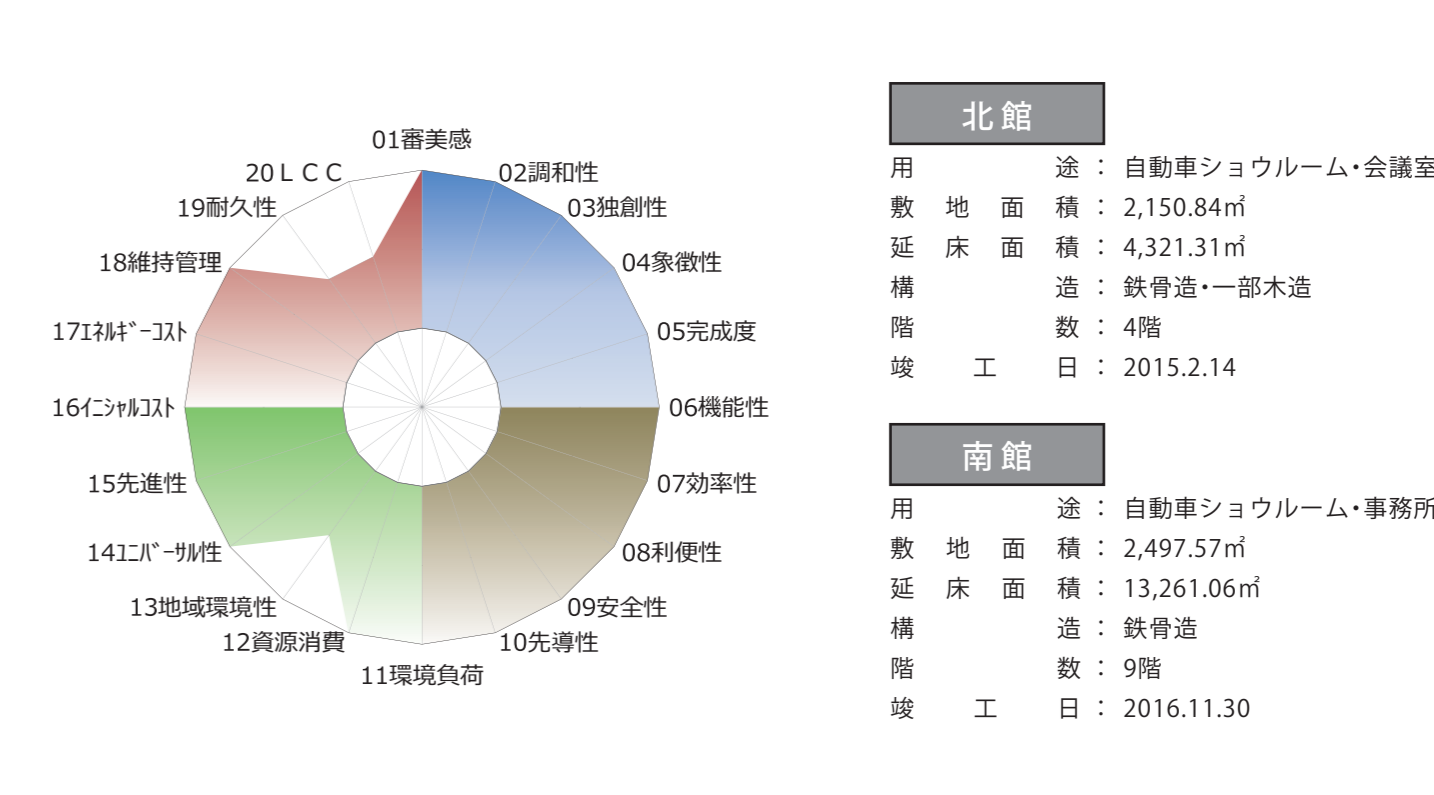 01審美感
02調和性
03独創性
04象徴性
05完成度
06機能性
07効率性
08利便性
09安全性
10先導性
11環境負荷
12資源消費
13地域環境性
14ﾕﾆﾊﾞｰｻﾙ性
15先進性
16ｲﾆｼｬﾙｺｽﾄ
17ｴﾈﾙｷﾞｰｺｽﾄ
18維持管理
19耐久性
20ＬＣＣ
北館
用途：自動車ショウルーム・会議室
敷地面積：2,150.84㎡
延床面積：4,321.31㎡
構造：鉄骨造・一部木造
階数：4階
竣工日：2015.2.14
南館
用途：自動車ショウルーム・事務所
敷地面積：2,497.57㎡
延床面積：13,261.06㎡
構造：鉄骨造
階数：9階
竣工日：2016.11.30